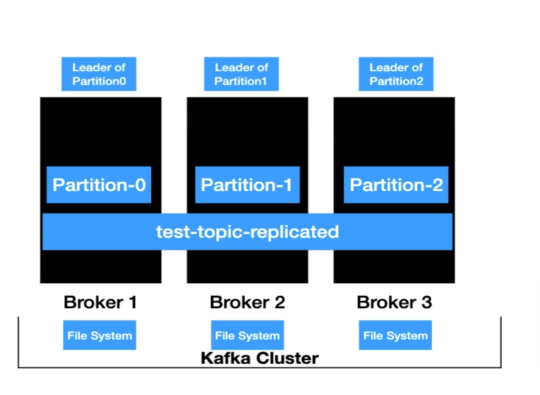 Leader of
Partition0
Leader of
Partition1
Leader of
Partition2
Partition-0
Partition-1
Partition-2
test-topic-replicated
Broker 1
Broker 2
Broker 3
File System
File System
File System
Kafka Cluster